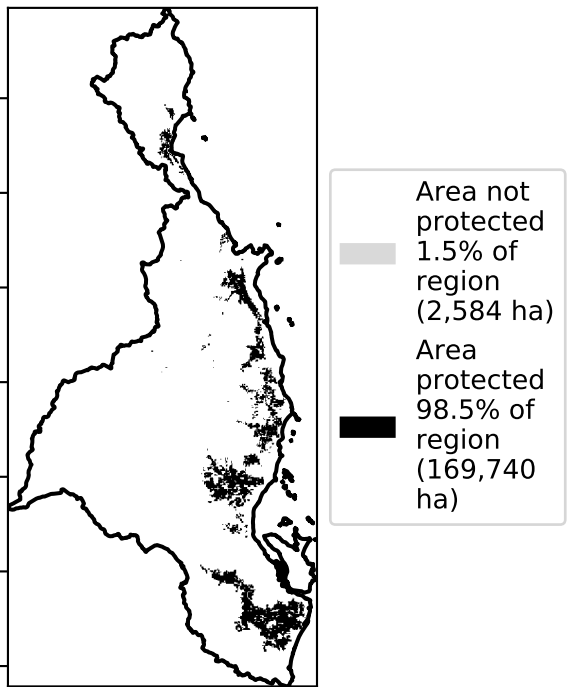 Area not
protected
1.5% of
region
(2,584 ha)
Area
protected
98.5% of
region
(169,740
ha)